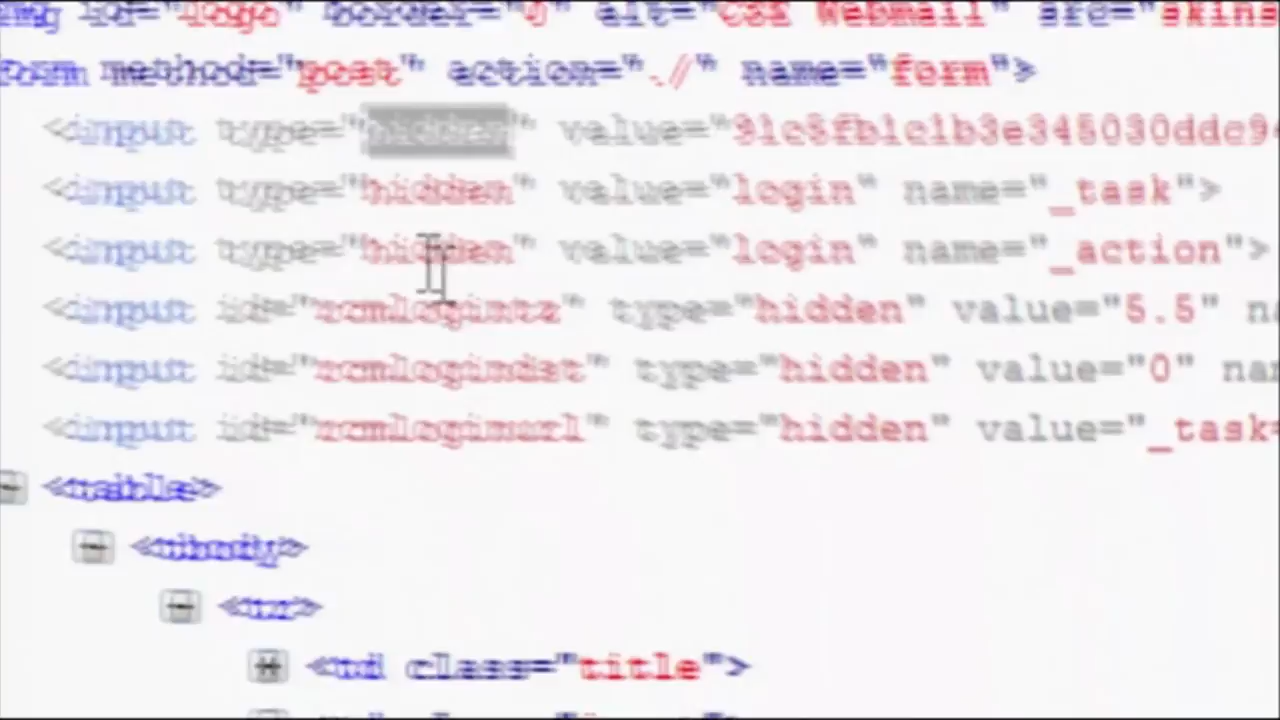 img id="logo" border="0" alt="CSE Webmail" src="skins
form method="post" action="./" name="form">
<input type="hidden" value="91c5fb1c1b3e345030ddc9
<input type="hidden" value="login" name="_task">
<input type="hidden" value="login" name="_action">
<input id="rcmlogintz" type="hidden" value="5.5" n
<input id="rcmlogindst" type="hidden" value="0" na
<input id="rcmloginurl" type="hidden" value="_task=
<table>
<tbody>
<tr>
<td class="title">